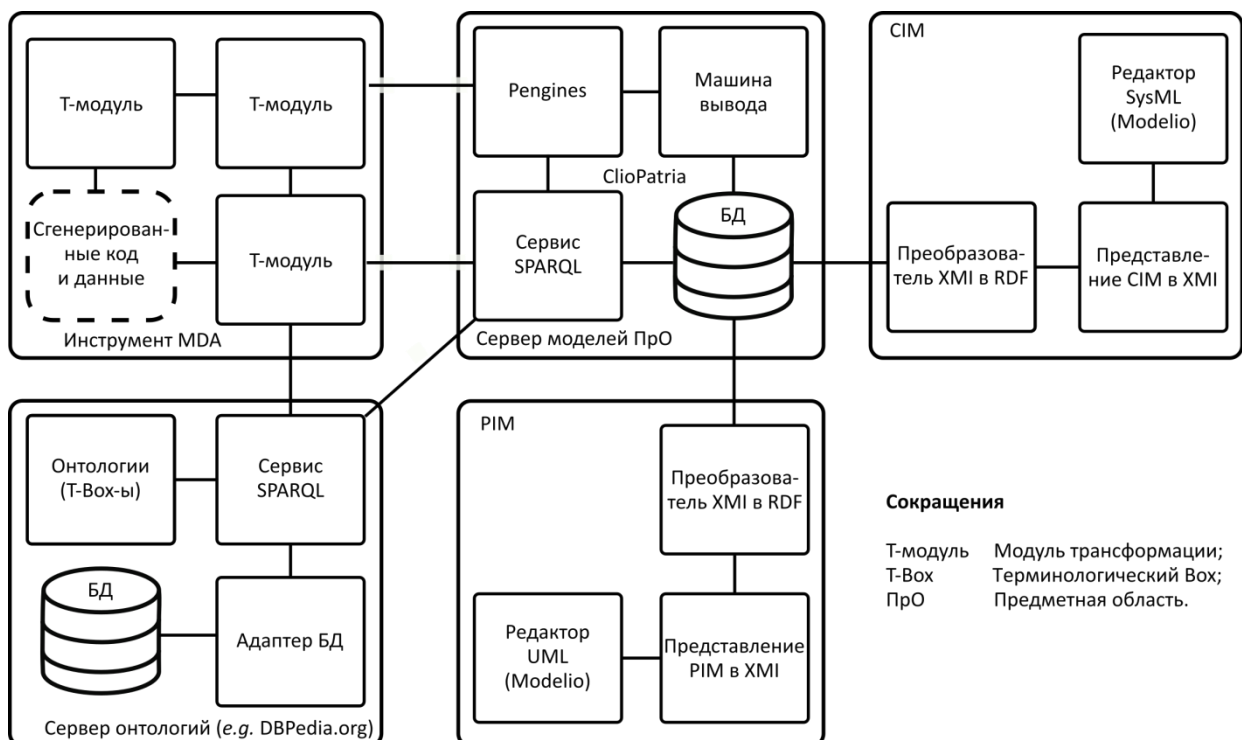 Т-модуль
Т-модуль
Сгенерирован-
ные код
и данные
Т-модуль
Инструмент MDA
Pengines
Машина
вывода
ClioPatria
Сервис
SPARQL
БД
Сервер моделей ПрО
CIM
Редактор
SysML
(Modelio)
Преобразова-
тель XMI в RDF
Представле-
ние CIM в XMI
Онтологии
(T-Box-ы)
Сервис
SPARQL
БД
Адаптер БД
Сервер онтологий (e.g. DBPedia.org)
PIM
Преобразова-
тель XMI в RDF
Редактор
UML
(Modelio)
Представление
PIM в XMI
Сокращения
Т-модуль Модуль трансформации;
T-Box Терминологический Box;
ПрО Предметная область.